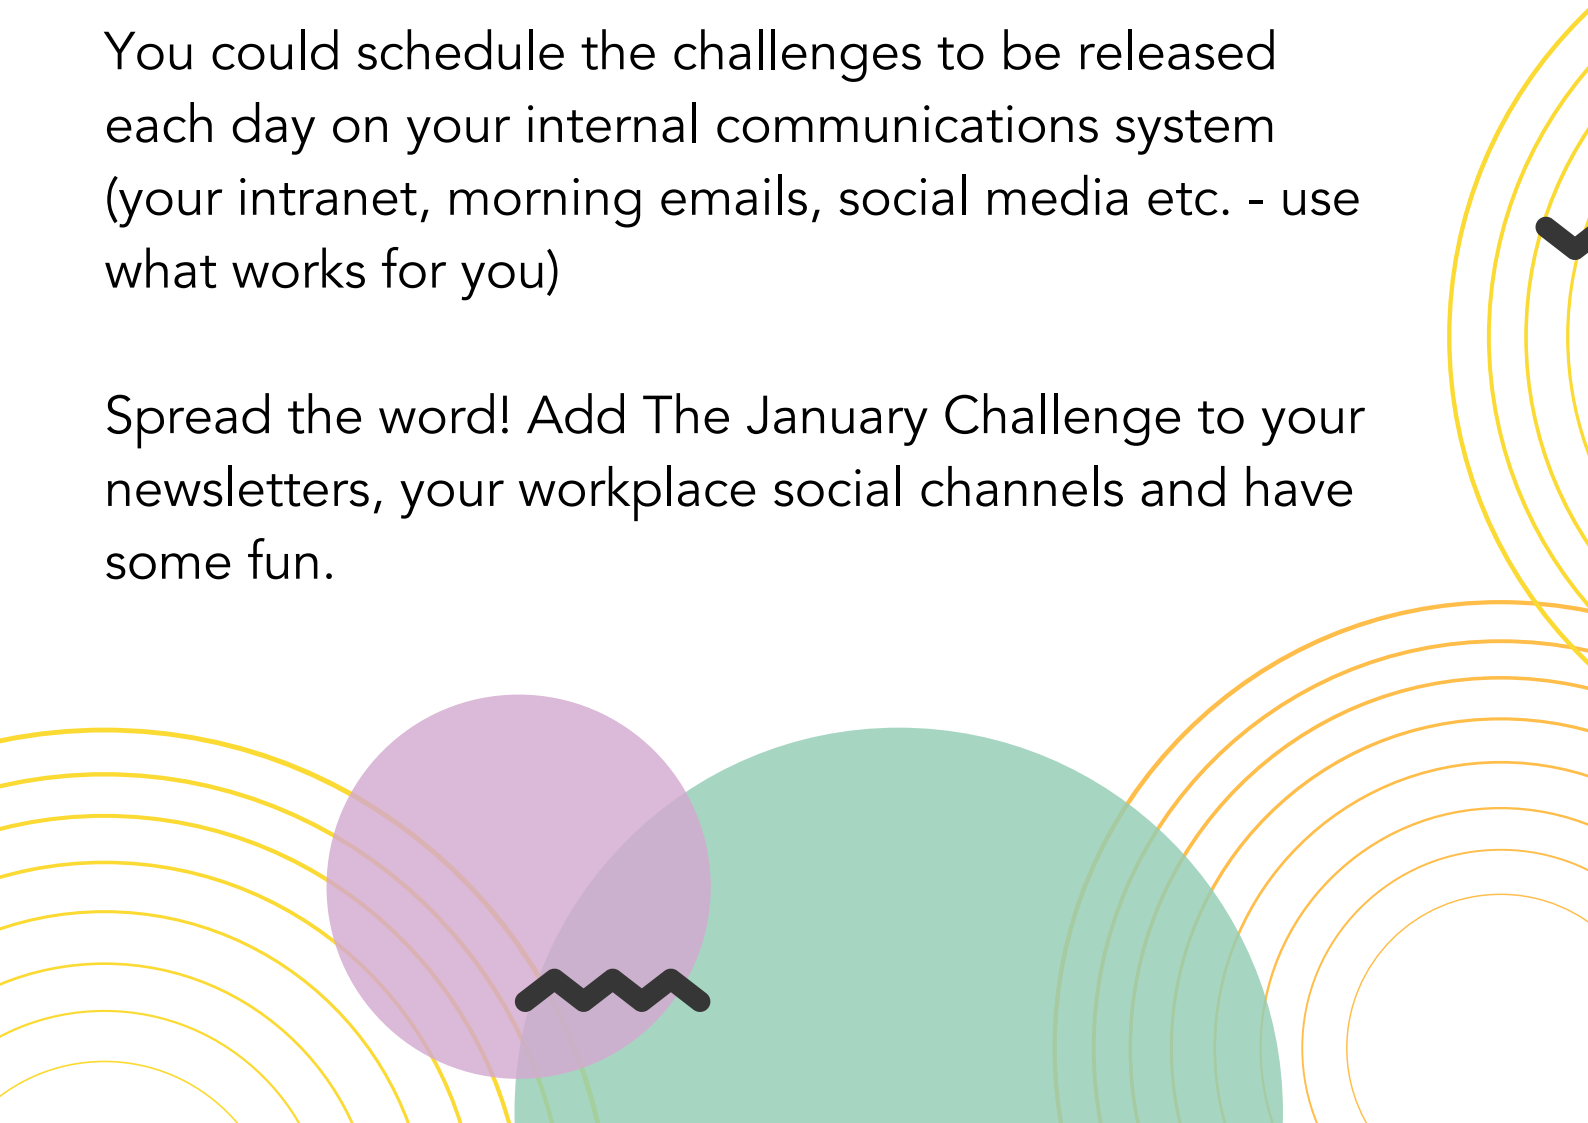 You could schedule the challenges to be released
each day on your internal communications system
(your intranet, morning emails, social media etc. - use
what works for you)
Spread the word! Add The January Challenge to your
newsletters, your workplace social channels and have
some fun.